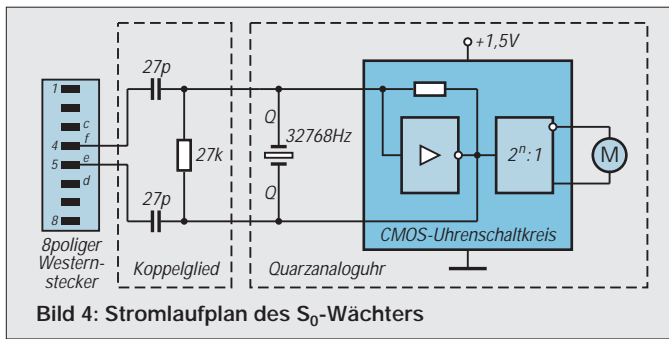 +1,5V
27p
1
c
Q
4
f
32768Hz
27k
5
e
2ⁿ:1
M
d
Q
8
27p
8poliger
Western-
stecker
Koppelglied
Quarzanaloguhr
CMOS-Uhrenschaltkreis
Bild 4: Stromlaufplan des S₀-Wächters